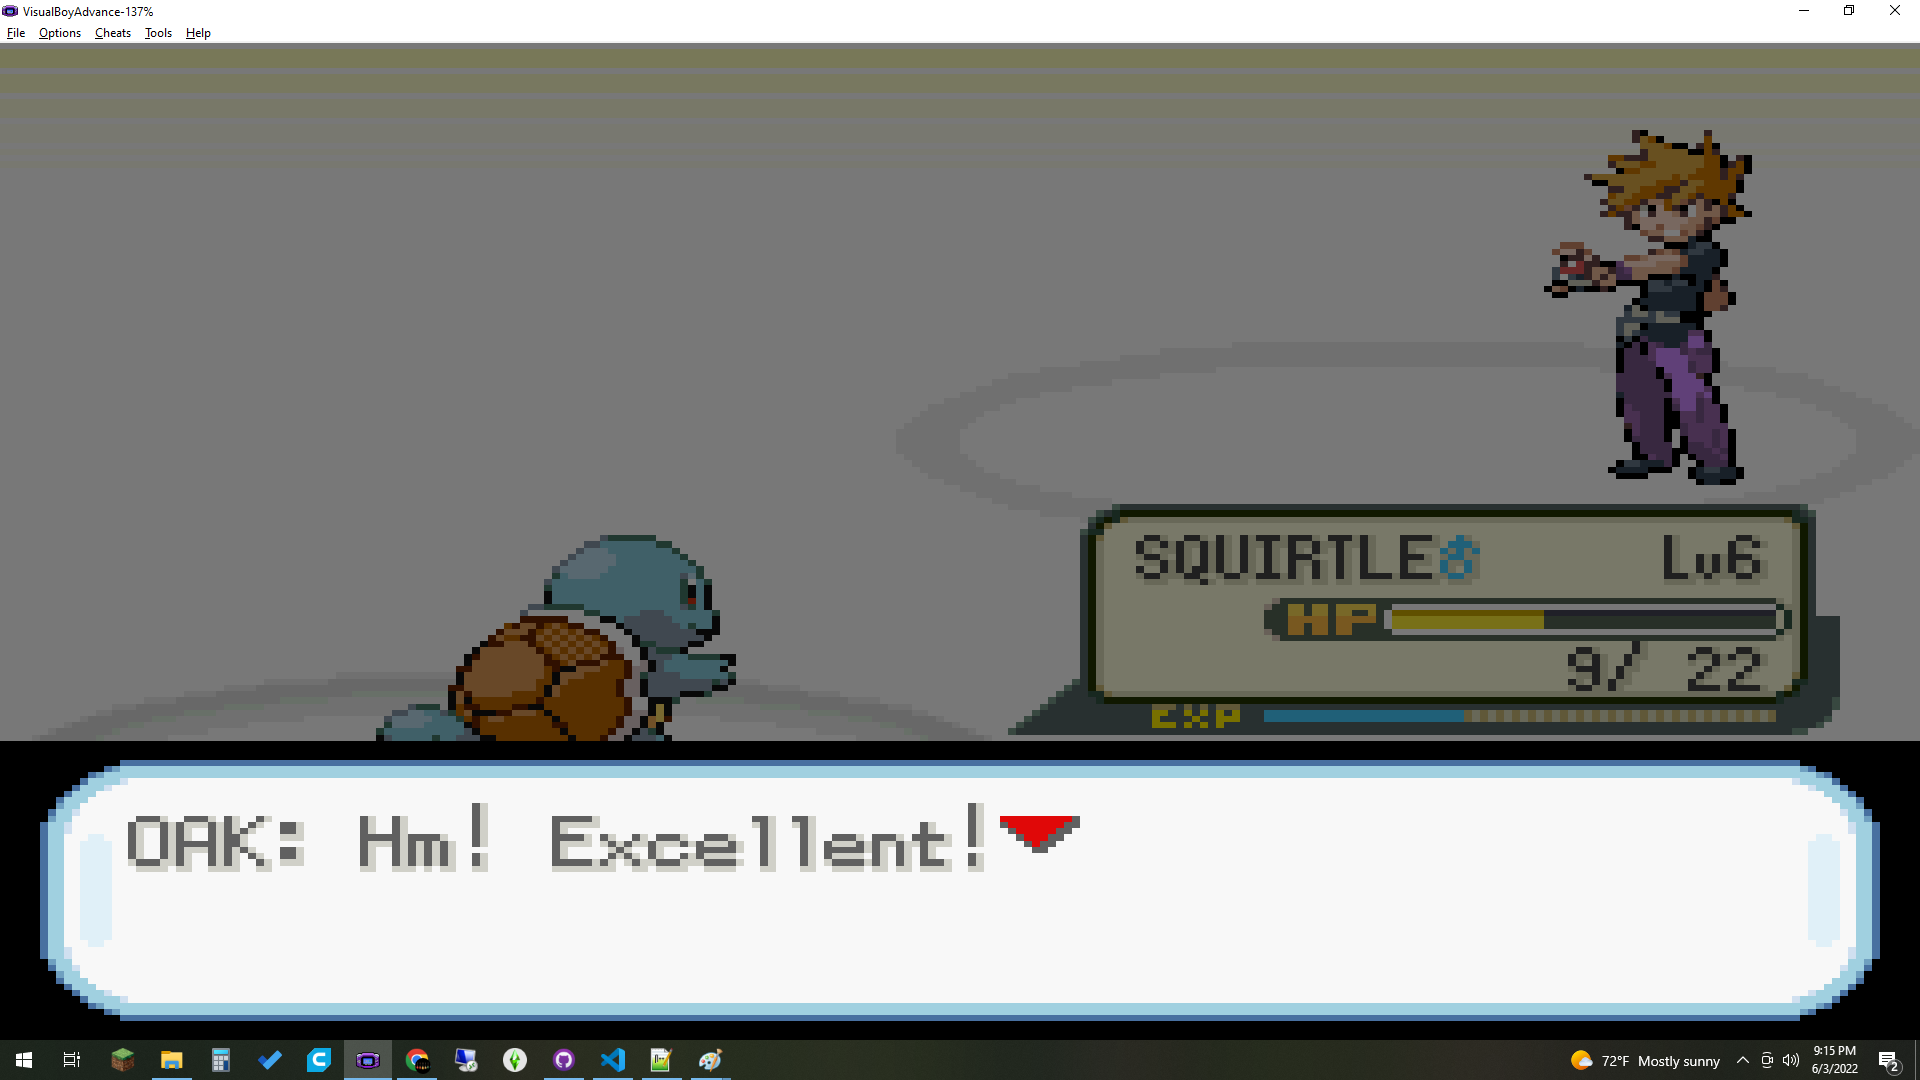 VisualBoyAdvance-137%
File Options Cheats Tools Help
SQUIRTLE♂ Lv6
HP
9/ 22
EXP
OAK: Hm! Excellent!
72°F Mostly sunny
9:15 PM
6/3/2022
2